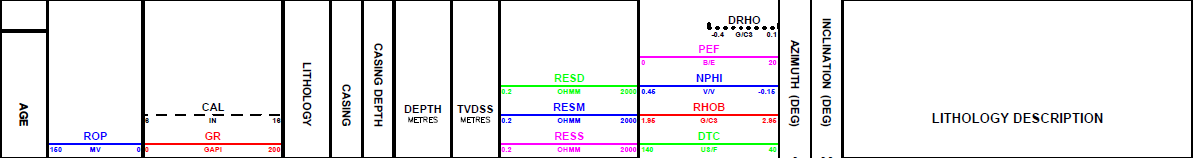 AGE
ROP
150 MV 0
CAL
6 IN 16
GR
0 GAPI 200
LITHOLOGY
CASING
CASING DEPTH
DEPTH
METRES
TVDSS
METRES
RESD
0.2 OHMM 2000
RESM
0.2 OHMM 2000
RESS
0.2 OHMM 2000
DRHO
-0.4 G/C3 0.1
PEF
0 B/E 20
NPHI
0.45 V/V -0.15
RHOB
1.95 G/C3 2.95
DTC
140 US/F 40
AZIMUTH (DEG)
INCLINATION (DEG)
LITHOLOGY DESCRIPTION